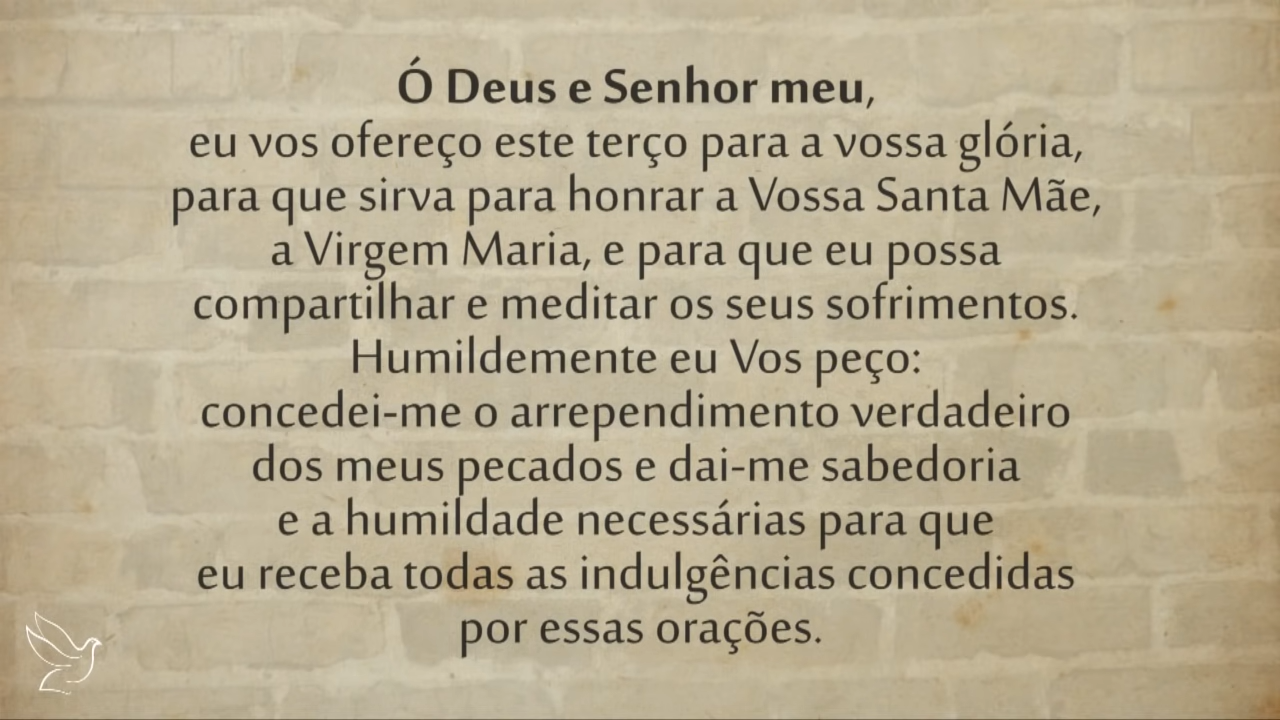 Ó Deus e Senhor meu,
eu vos ofereço este terço para a vossa glória,
para que sirva para honrar a Vossa Santa Mãe,
a Virgem Maria, e para que eu possa
compartilhar e meditar os seus sofrimentos.
Humildemente eu Vos peço:
concedei-me o arrependimento verdadeiro
dos meus pecados e dai-me sabedoria
e a humildade necessárias para que
eu receba todas as indulgências concedidas
por essas orações.